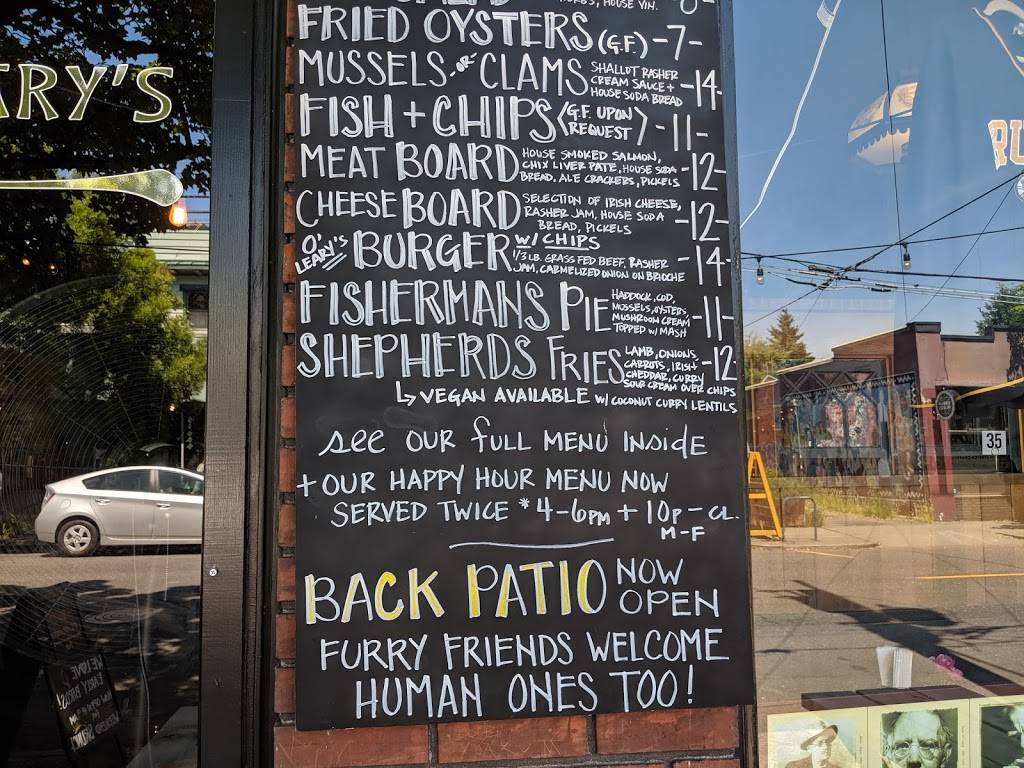 HOUSE VIN.
FRIED OYSTERS (G.F.) -7-
MUSSELS OR CLAMS SHALLOT RASHER
CREAM SAUCE +
HOUSE SODA BREAD -14-
FISH + CHIPS (G.F. UPON
REQUEST) -11-
MEAT BOARD HOUSE SMOKED SALMON,
CHIX LIVER PATE, HOUSE SODA
BREAD, ALE CRACKERS, PICKELS -12-
CHEESE BOARD SELECTION OF IRISH CHEESE,
RASHER JAM, HOUSE SODA
BREAD, PICKELS -12-
O'LEARY'S BURGER W/ CHIPS
1/3 LB. GRASS FED BEEF, RASHER
JAM, CARMELIZED ONION ON BRIOCHE -14-
FISHERMANS PIE HADDOCK, COD,
MUSSELS, OYSTERS,
MUSHROOM CREAM
TOPPED W/ MASH -11-
SHEPHERDS FRIES LAMB, ONIONS,
CARROTS, IRISH
CHEDDAR, CURRY
SOUR CREAM OVER CHIPS -12-
↳ VEGAN AVAILABLE W/ COCONUT CURRY LENTILS
see OUR full MENU INSIDE
+ OUR HAPPY HOUR MENU NOW
SERVED TWICE * 4-6PM + 10P - CL.
M-F
BACK PATIO NOW
OPEN
FURRY FRIENDS WELCOME
HUMAN ONES TOO!
ARY'S
RU
35